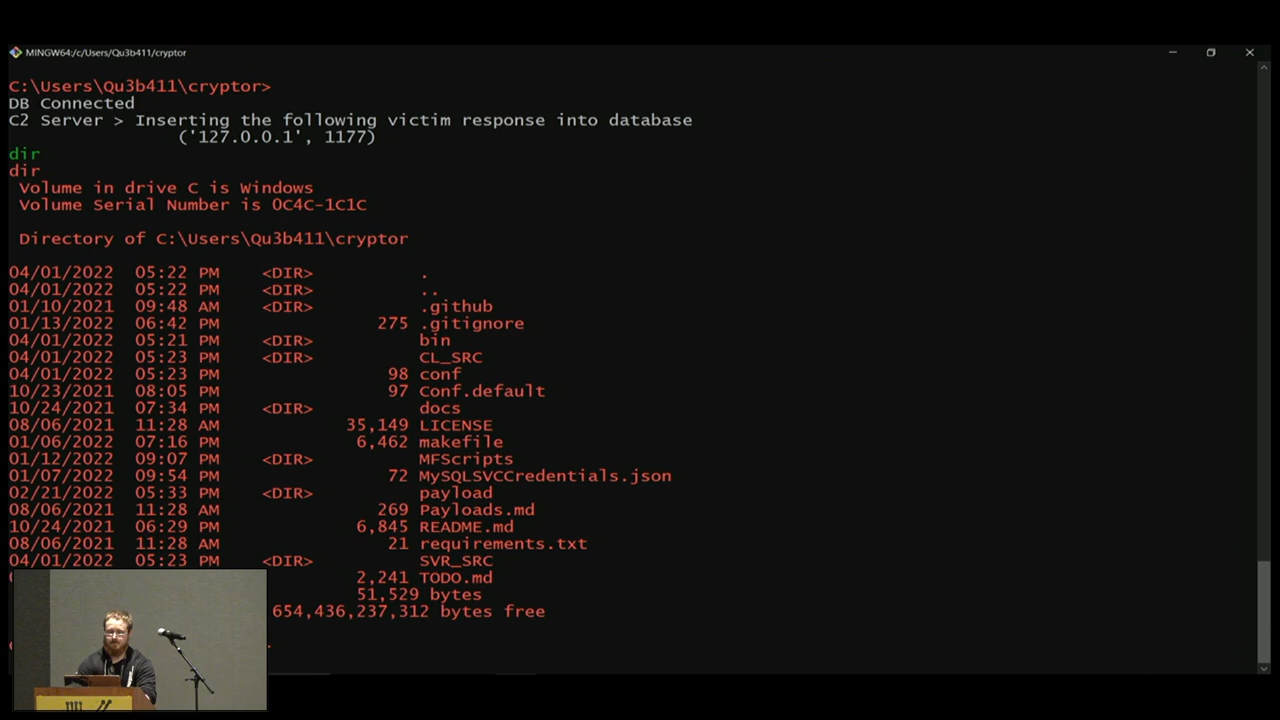 MINGW64:/c/Users/Qu3b411/cryptor
C:\Users\Qu3b411\cryptor>
DB Connected
C2 Server > Inserting the following victim response into database
('127.0.0.1', 1177)
dir
dir
Volume in drive C is Windows
Volume Serial Number is 0C4C-1C1C
Directory of C:\Users\Qu3b411\cryptor
04/01/2022 05:22 PM <DIR> .
04/01/2022 05:22 PM <DIR> ..
01/10/2021 09:48 AM <DIR> .github
01/13/2022 06:42 PM 275 .gitignore
04/01/2022 05:21 PM <DIR> bin
04/01/2022 05:23 PM <DIR> CL_SRC
04/01/2022 05:23 PM 98 conf
10/23/2021 08:05 PM 97 Conf.default
10/24/2021 07:34 PM <DIR> docs
08/06/2021 11:28 AM 35,149 LICENSE
01/06/2022 07:16 PM 6,462 makefile
01/12/2022 09:07 PM <DIR> MFScripts
01/07/2022 09:54 PM 72 MySQLSVCCredentials.json
02/21/2022 05:33 PM <DIR> payload
08/06/2021 11:28 AM 269 Payloads.md
10/24/2021 06:29 PM 6,845 README.md
08/06/2021 11:28 AM 21 requirements.txt
04/01/2022 05:23 PM <DIR> SVR_SRC
2,241 TODO.md
51,529 bytes
654,436,237,312 bytes free